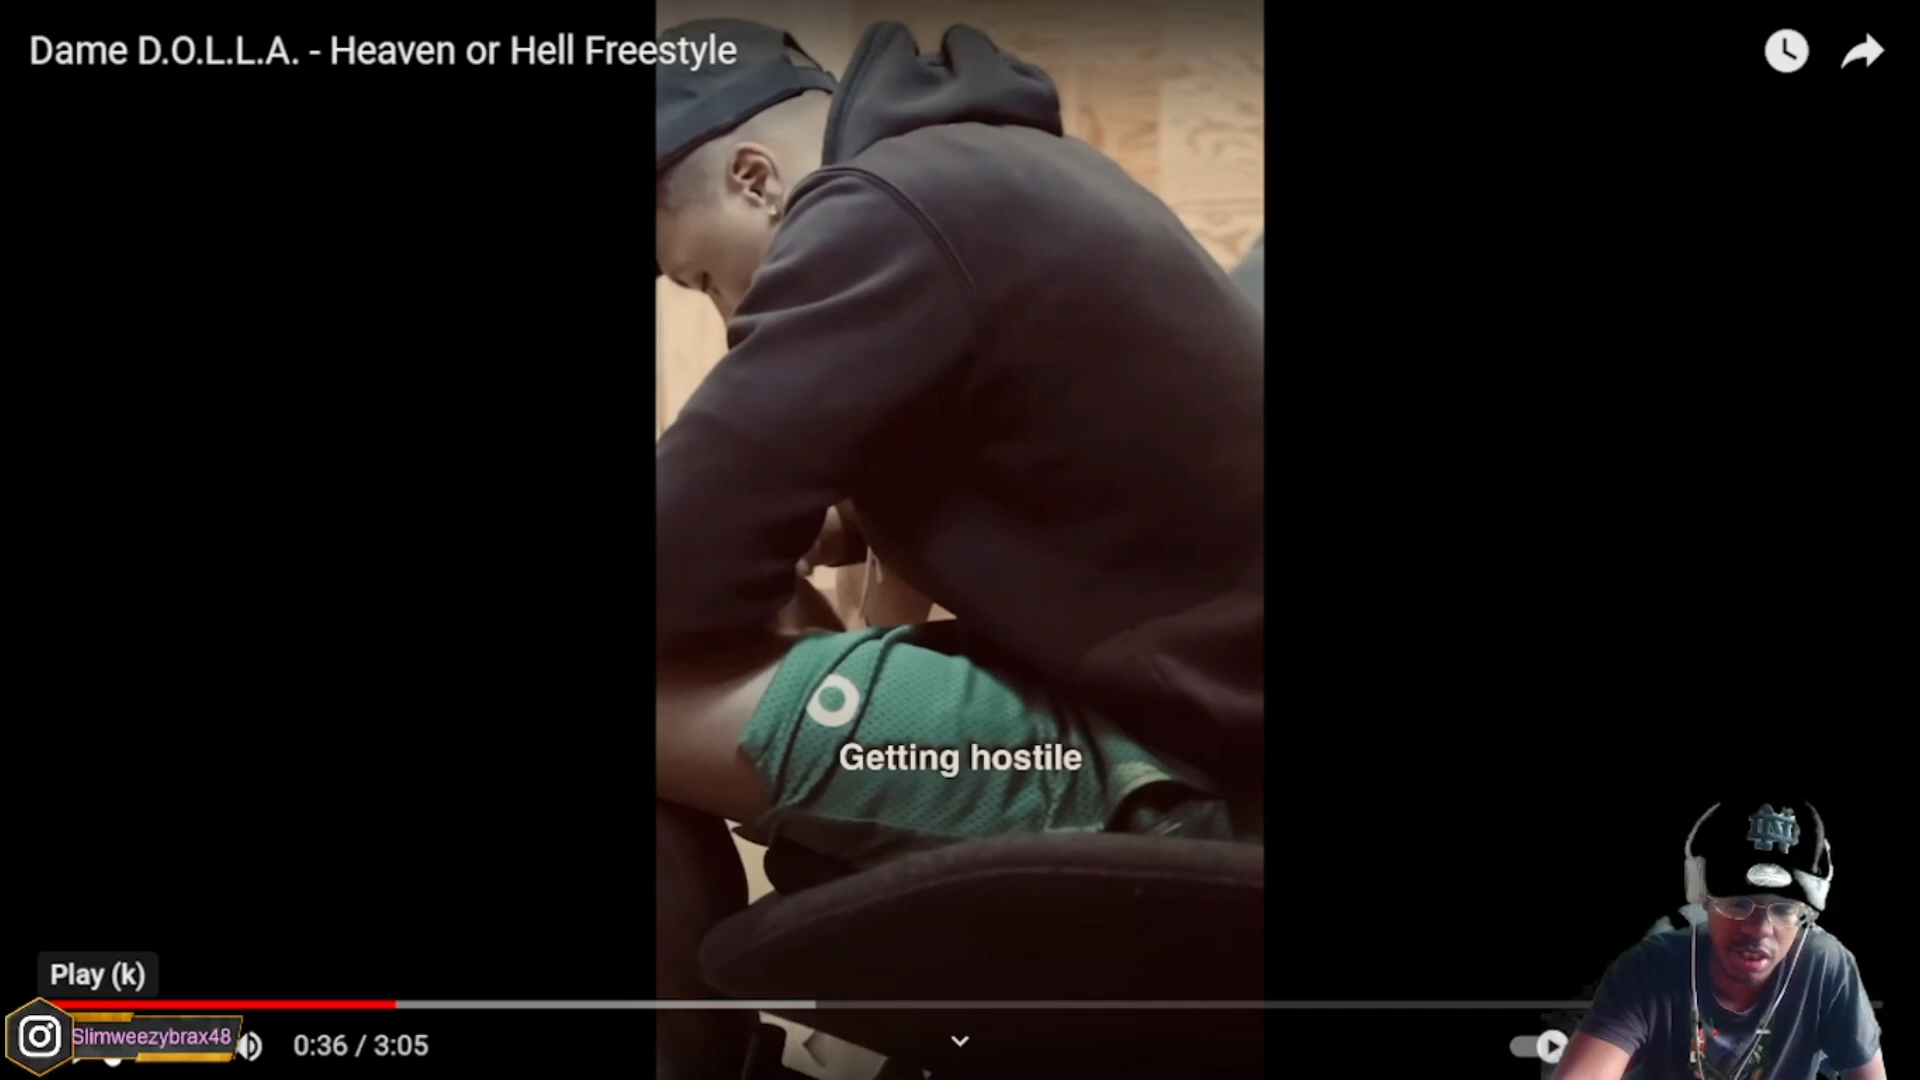 Dame D.O.L.L.A. - Heaven or Hell Freestyle
Getting hostile
Play (k)
Slimweezybrax48
0:36 / 3:05